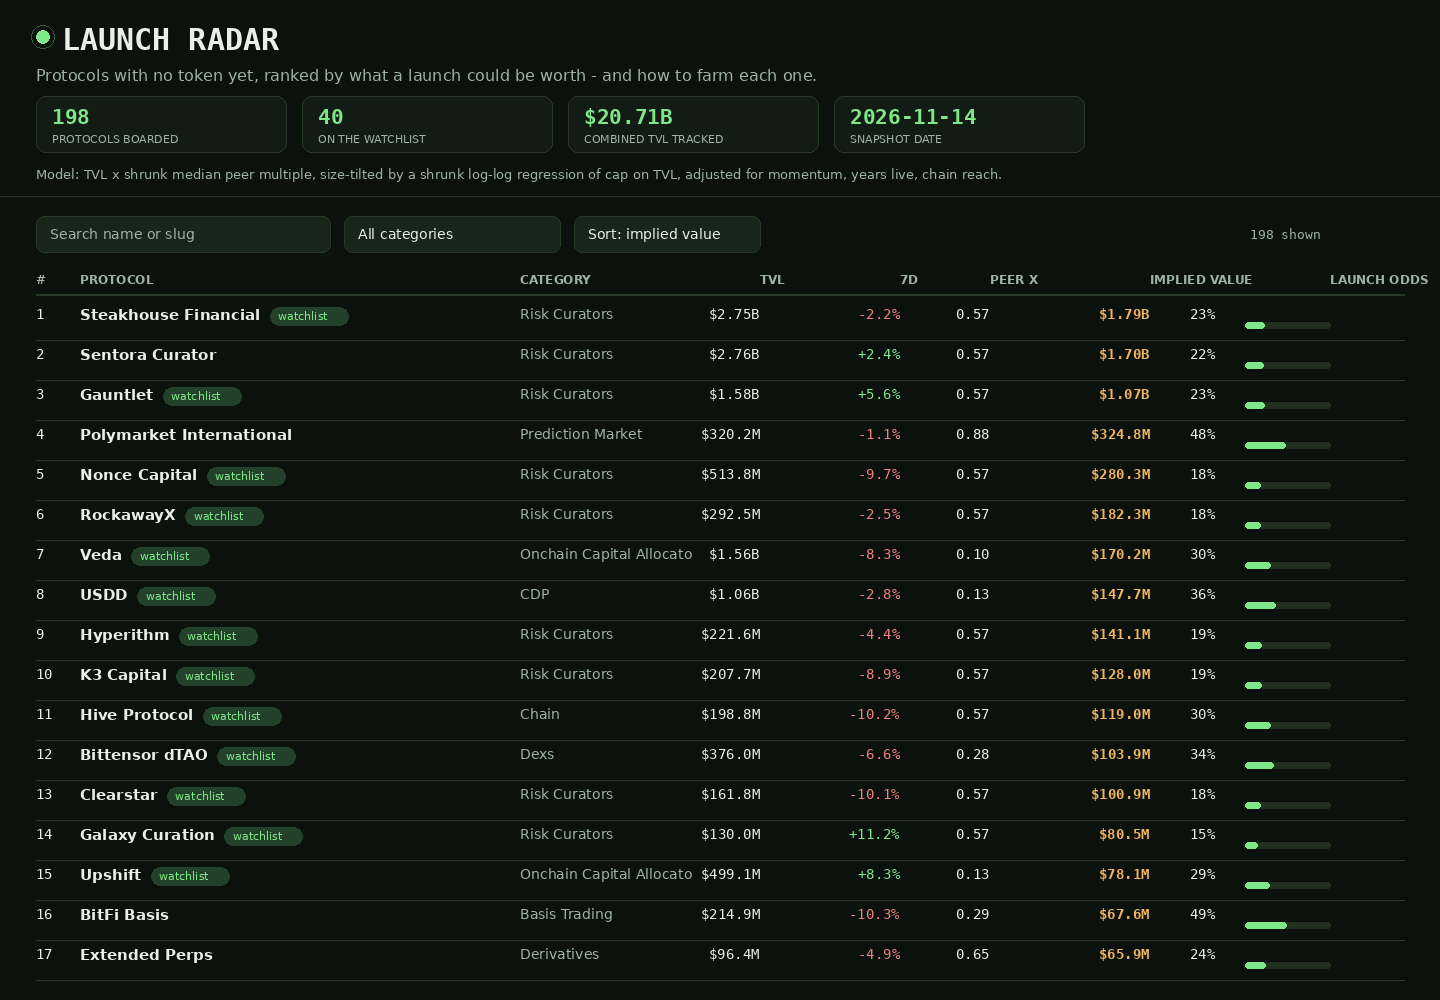 LAUNCH RADAR
Protocols with no token yet, ranked by what a launch could be worth - and how to farm each one.
198 40 $20.71B 2026-11-14
PROTOCOLS BOARDED ON THE WATCHLIST COMBINED TVL TRACKED SNAPSHOT DATE
Model: TVL x shrunk median peer multiple, size-tilted by a shrunk log-log regression of cap on TVL, adjusted for momentum, years live, chain reach.
Search name or slug All categories Sort: implied value 198 shown
# PROTOCOL CATEGORY TVL 7D PEER X IMPLIED VALUE LAUNCH ODDS
1 Steakhouse Financial watchlist Risk Curators $2.75B -2.2% 0.57 $1.79B 23%
2 Sentora Curator Risk Curators $2.76B +2.4% 0.57 $1.70B 22%
3 Gauntlet watchlist Risk Curators $1.58B +5.6% 0.57 $1.07B 23%
4 Polymarket International Prediction Market $320.2M -1.1% 0.88 $324.8M 48%
5 Nonce Capital watchlist Risk Curators $513.8M -9.7% 0.57 $280.3M 18%
6 RockawayX watchlist Risk Curators $292.5M -2.5% 0.57 $182.3M 18%
7 Veda watchlist Onchain Capital Allocato $1.56B -8.3% 0.10 $170.2M 30%
8 USDD watchlist CDP $1.06B -2.8% 0.13 $147.7M 36%
9 Hyperithm watchlist Risk Curators $221.6M -4.4% 0.57 $141.1M 19%
10 K3 Capital watchlist Risk Curators $207.7M -8.9% 0.57 $128.0M 19%
11 Hive Protocol watchlist Chain $198.8M -10.2% 0.57 $119.0M 30%
12 Bittensor dTAO watchlist Dexs $376.0M -6.6% 0.28 $103.9M 34%
13 Clearstar watchlist Risk Curators $161.8M -10.1% 0.57 $100.9M 18%
14 Galaxy Curation watchlist Risk Curators $130.0M +11.2% 0.57 $80.5M 15%
15 Upshift watchlist Onchain Capital Allocato $499.1M +8.3% 0.13 $78.1M 29%
16 BitFi Basis Basis Trading $214.9M -10.3% 0.29 $67.6M 49%
17 Extended Perps Derivatives $96.4M -4.9% 0.65 $65.9M 24%